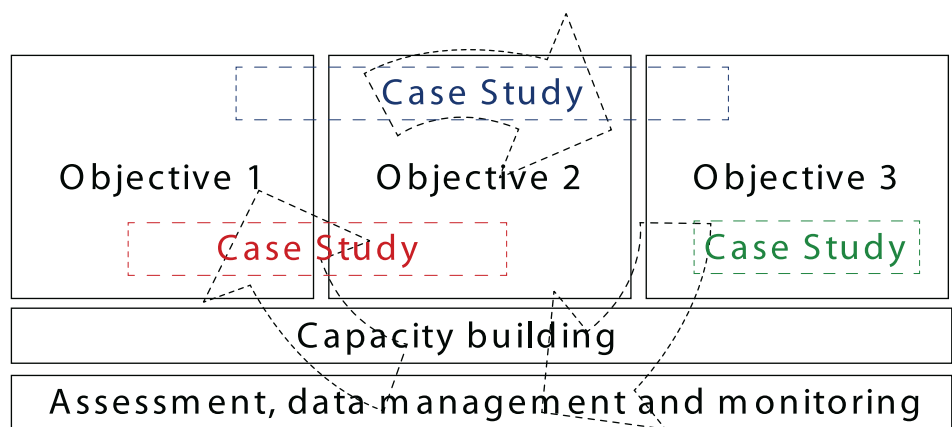 Case Study
Objective 1
Objective 2
Objective 3
Case Study
Case Study
Capacity building
Assessment, data management and monitoring